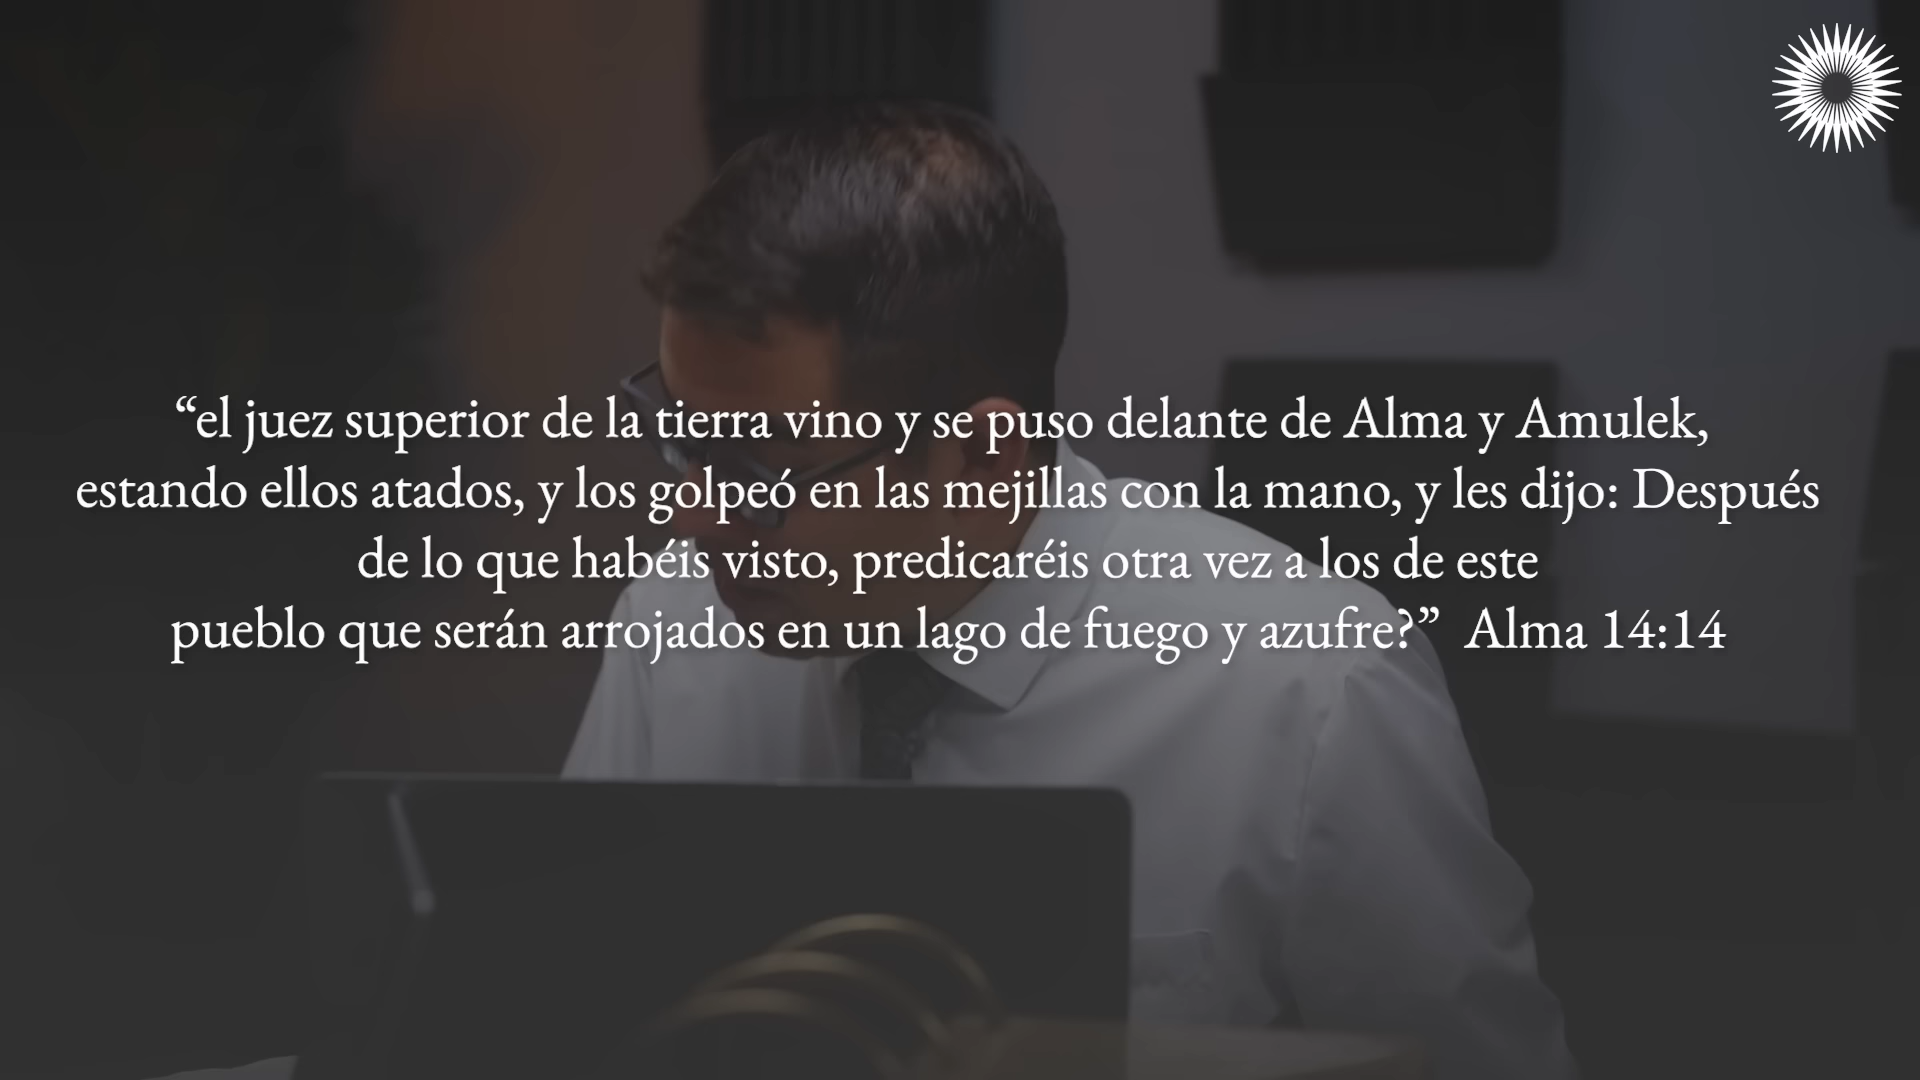 “el juez superior de la tierra vino y se puso delante de Alma y Amulek,
estando ellos atados, y los golpeó en las mejillas con la mano, y les dijo: Después
de lo que habéis visto, predicaréis otra vez a los de este
pueblo que serán arrojados en un lago de fuego y azufre?”  Alma 14:14